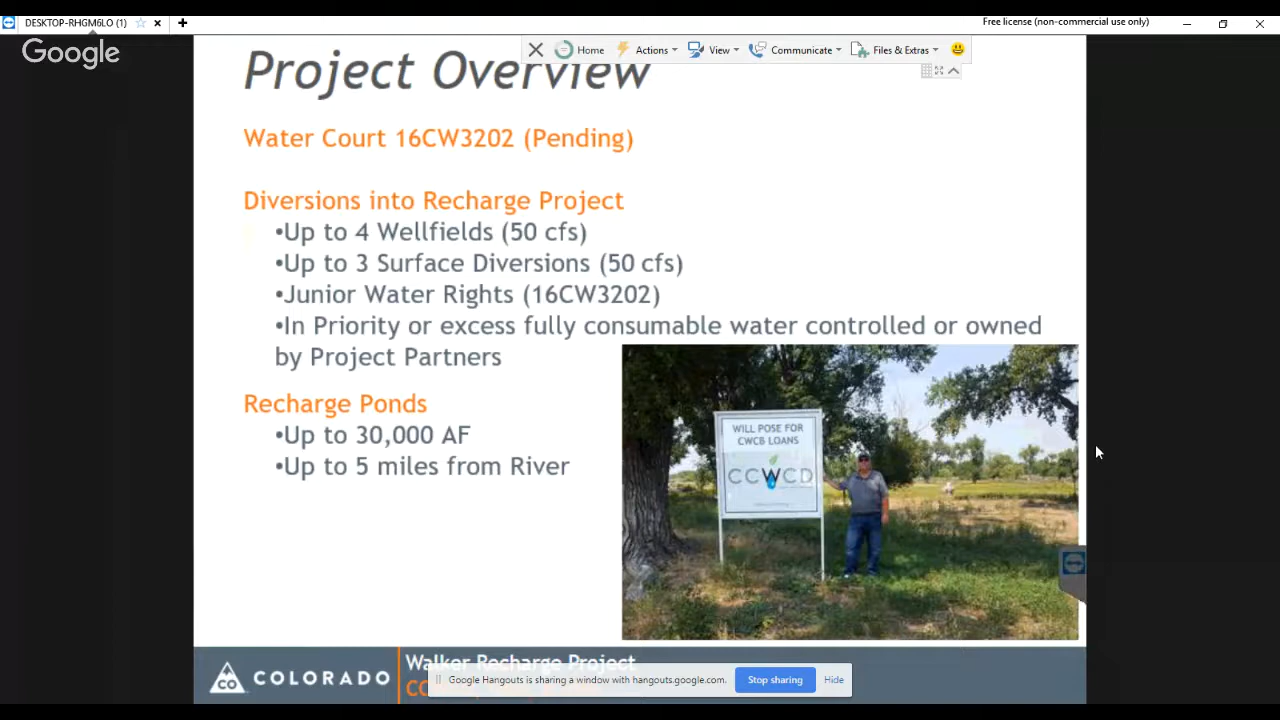 DESKTOP-RHGM6LO (1)
Free license (non-commercial use only)
Google
Home
Actions
View
Communicate
Files & Extras
Project Overview
Water Court 16CW3202 (Pending)
Diversions into Recharge Project
•Up to 4 Wellfields (50 cfs)
•Up to 3 Surface Diversions (50 cfs)
•Junior Water Rights (16CW3202)
•In Priority or excess fully consumable water controlled or owned
by Project Partners
Recharge Ponds
•Up to 30,000 AF
•Up to 5 miles from River
WILL POSE FOR
CWCB LOANS
CCWCD
CO
COLORADO
Walker Recharge Project
Google Hangouts is sharing a window with hangouts.google.com.
Stop sharing
Hide